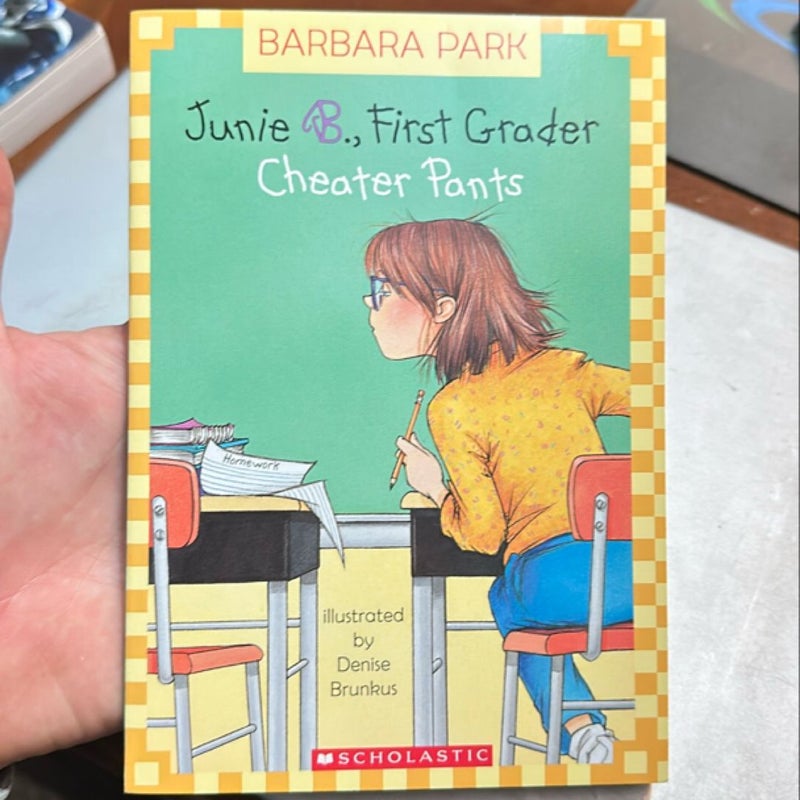 BARBARA PARK
Junie B., First Grader
Cheater Pants
Homework
illustrated
by
Denise
Brunkus
SCHOLASTIC